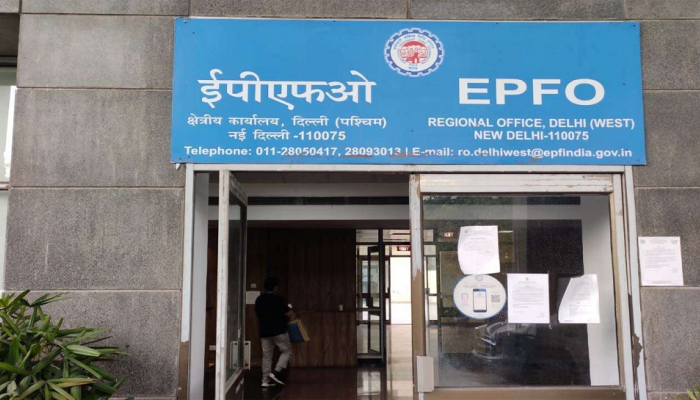 ईपीएफओ
क्षेत्रीय कार्यालय, दिल्ली (पश्चिम)
नई दिल्ली -110075
EPFO
REGIONAL OFFICE, DELHI (WEST)
NEW DELHI-110075
Telephone: 011-28050417, 28093013 | E-mail: ro.delhiwest@epfindia.gov.in